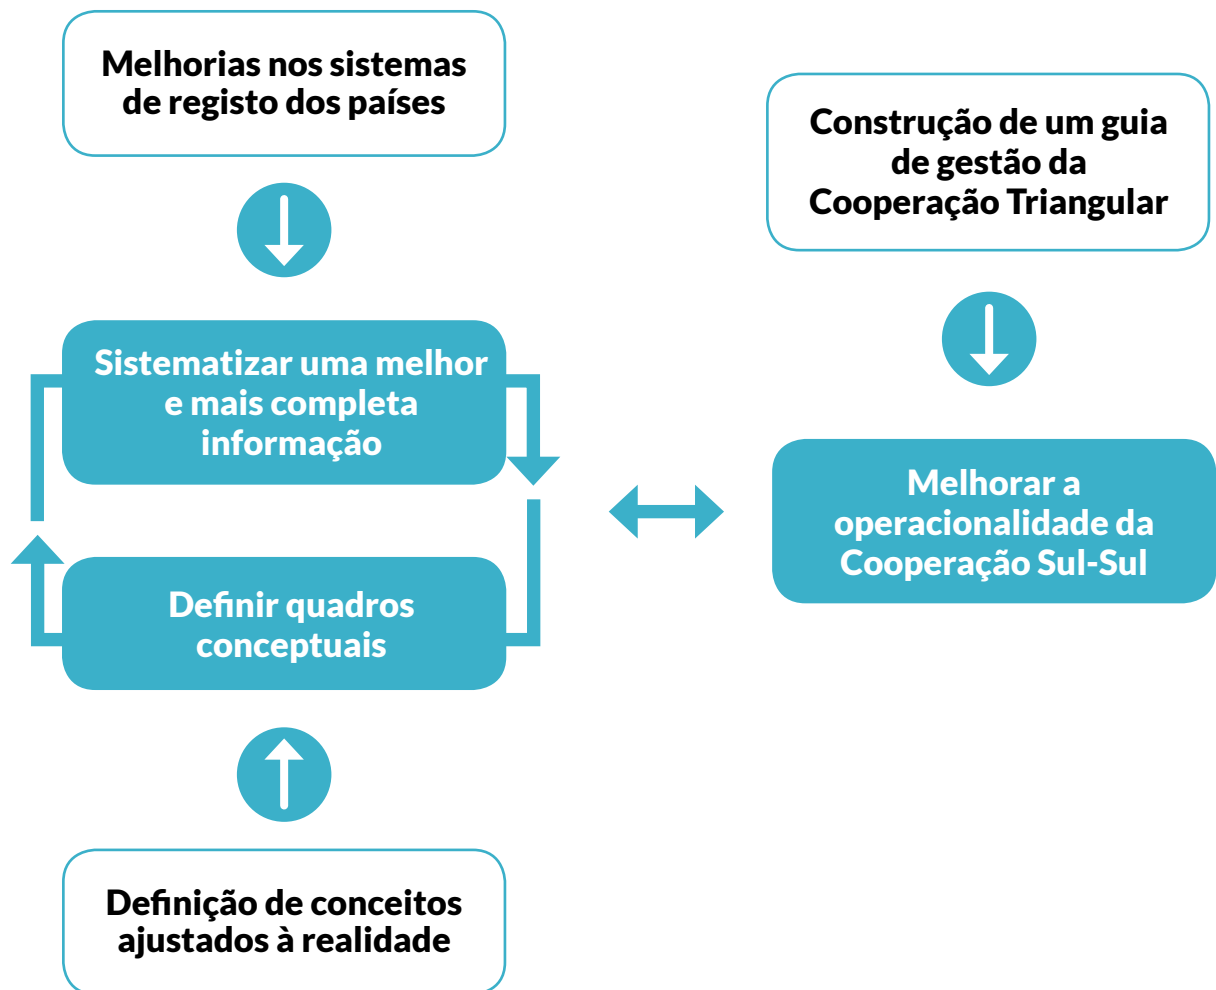 Melhorias nos sistemas
de registo dos países
Construção de um guia
de gestão da
Cooperação Triangular
Sistematizar uma melhor
e mais completa
informação
Melhorar a
operacionalidade da
Cooperação Sul-Sul
Definir quadros
conceptuais
Definição de conceitos
ajustados à realidade